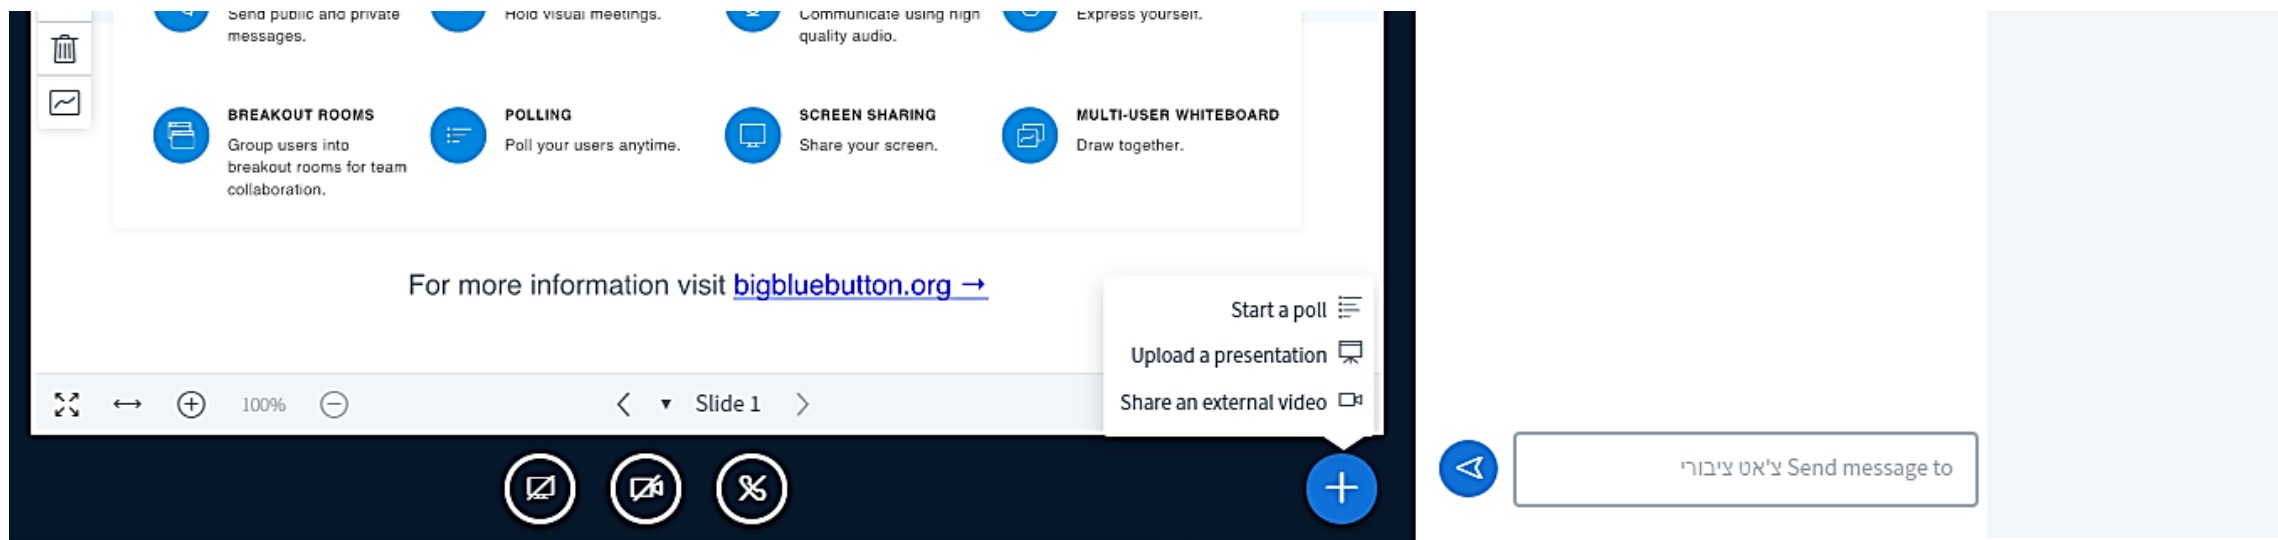 Send public and private
messages.
Hold visual meetings.
Communicate using high
quality audio.
Express yourself.
BREAKOUT ROOMS
Group users into
breakout rooms for team
collaboration.
POLLING
Poll your users anytime.
SCREEN SHARING
Share your screen.
MULTI-USER WHITEBOARD
Draw together.
For more information visit bigbluebutton.org →
Start a poll
Upload a presentation
Share an external video
100%
Slide 1
Send message to צ'אט ציבורי